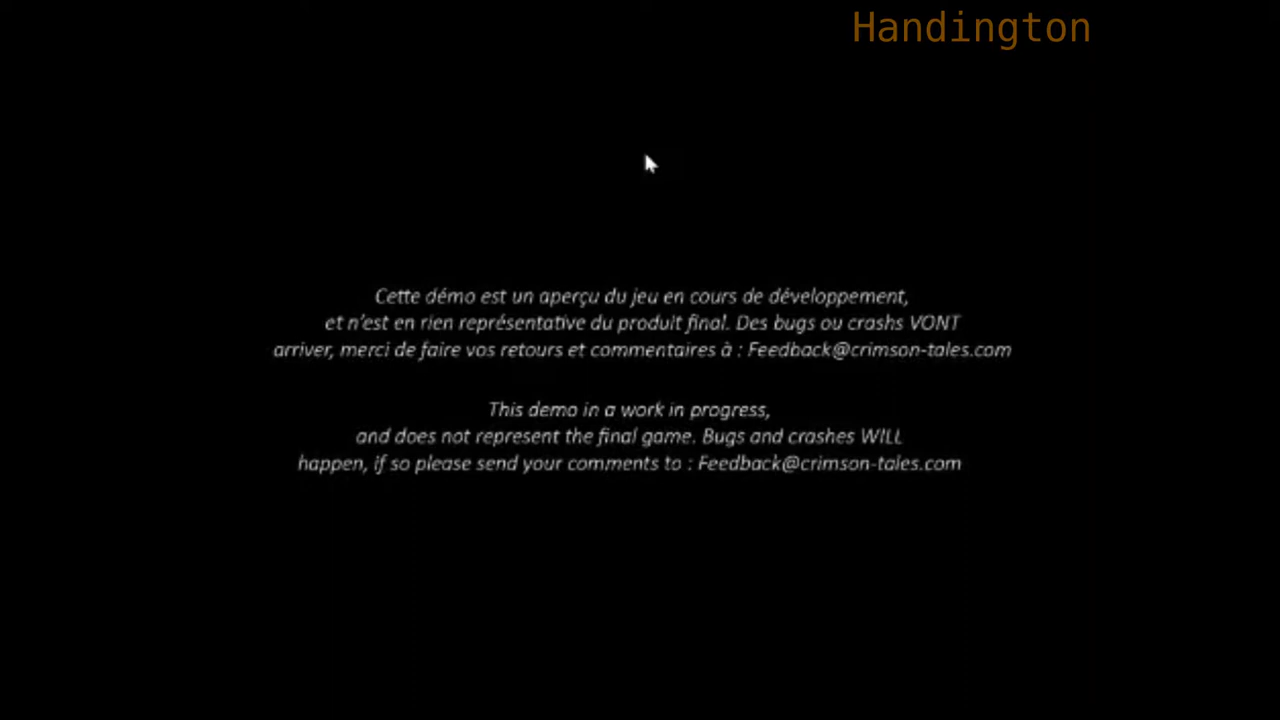 Handington
Cette démo est un aperçu du jeu en cours de développement,
et n'est en rien représentative du produit final. Des bugs ou crashs VONT
arriver, merci de faire vos retours et commentaires à : Feedback@crimson-tales.com
This demo in a work in progress,
and does not represent the final game. Bugs and crashes WILL
happen, if so please send your comments to : Feedback@crimson-tales.com